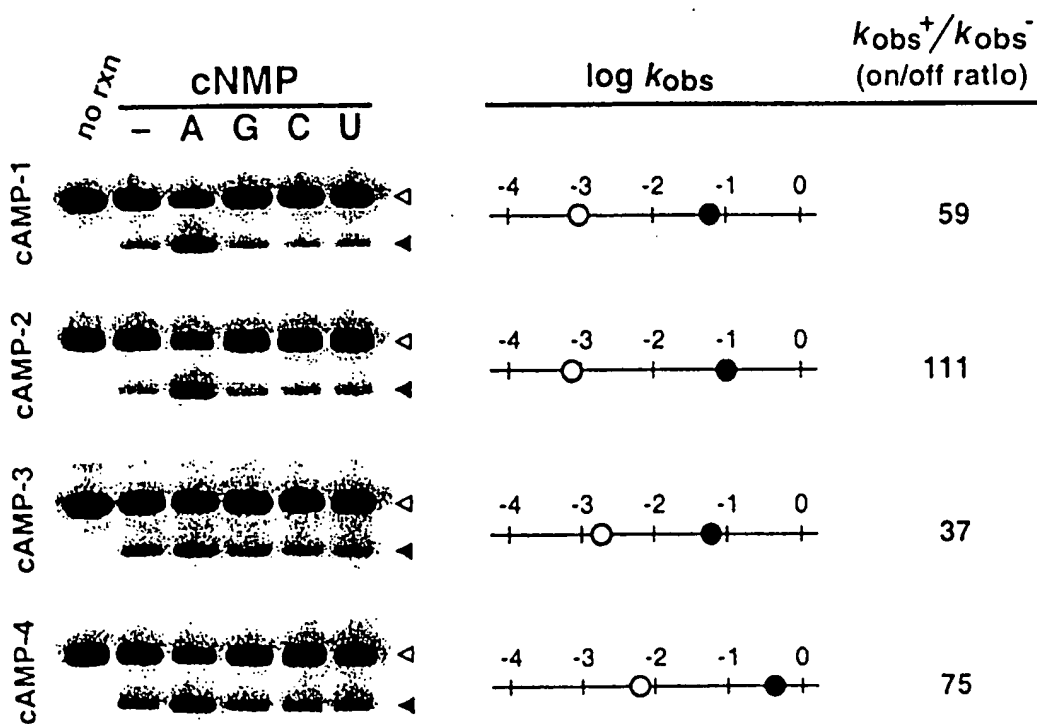 no rxn
cNMP
– A G C U
log kobs
kobs+/kobs-
(on/off ratio)
cAMP-1
-4 -3 -2 -1 0
59
cAMP-2
-4 -3 -2 -1 0
111
cAMP-3
-4 -3 -2 -1 0
37
cAMP-4
-4 -3 -2 -1 0
75